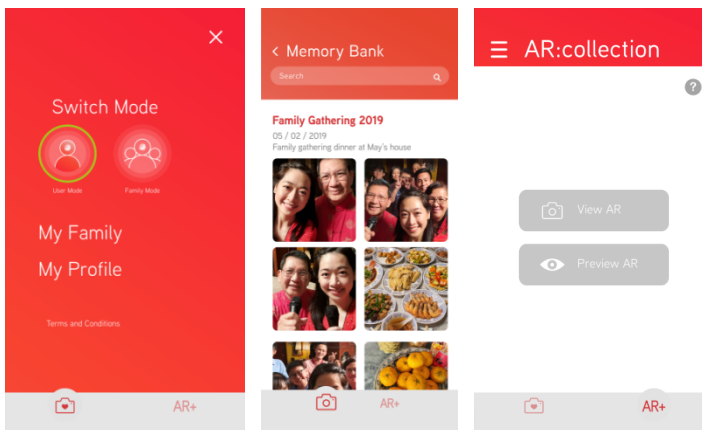 Switch Mode
User Mode
Family Mode
My Family
My Profile
Terms and Conditions
AR+
< Memory Bank
Search
Family Gathering 2019
05 / 02 / 2019
Family gathering dinner at May's house
AR+
AR:collection
?
View AR
Preview AR
AR+